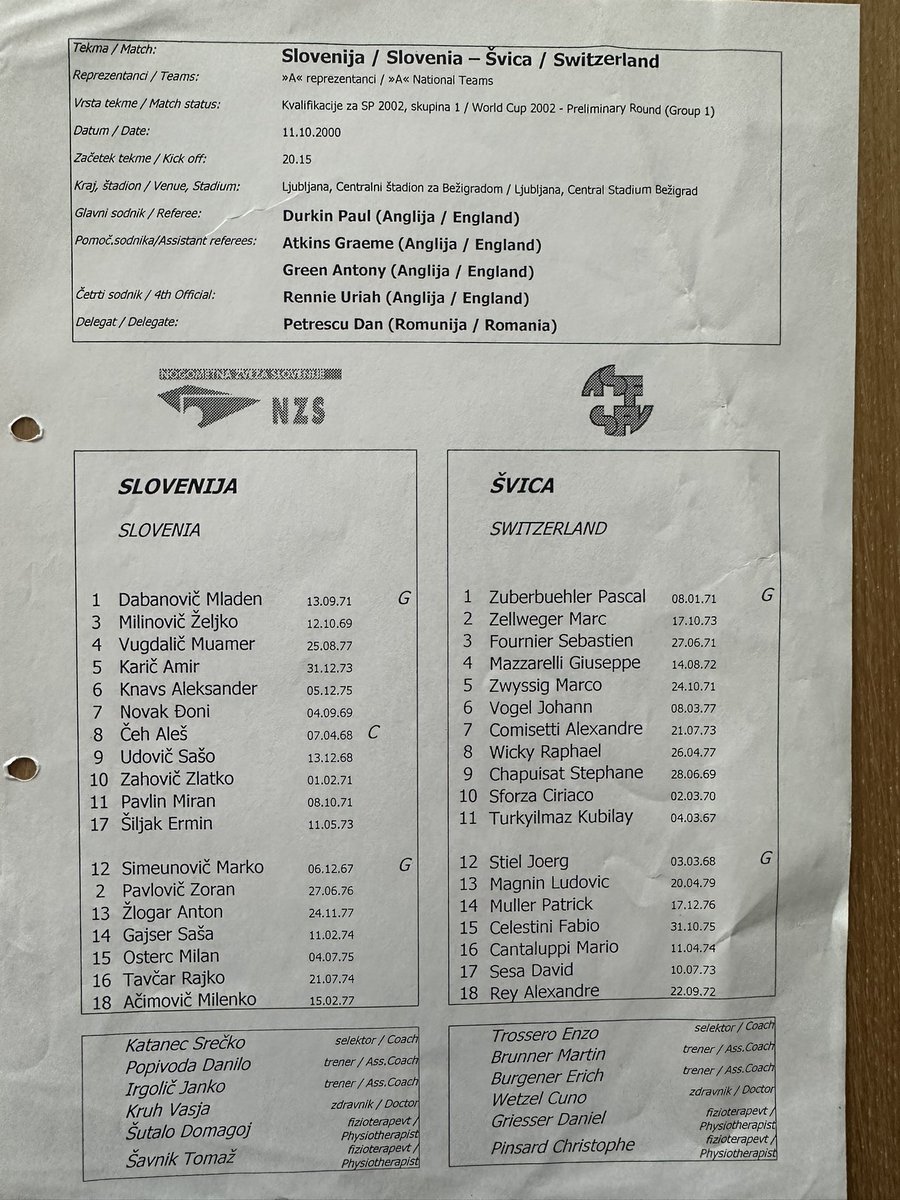 Tekma / Match: Slovenija / Slovenia – Švica / Switzerland
Reprezentanci / Teams: »A« reprezentanci / »A« National Teams
Vrsta tekme / Match status: Kvalifikacije za SP 2002, skupina 1 / World Cup 2002 - Preliminary Round (Group 1)
Datum / Date: 11.10.2000
Začetek tekme / Kick off: 20.15
Kraj, štadion / Venue, Stadium: Ljubljana, Centralni štadion za Bežigradom / Ljubljana, Central Stadium Bežigrad
Glavni sodnik / Referee: Durkin Paul (Anglija / England)
Pomoč.sodnika/Assistant referees: Atkins Graeme (Anglija / England)
Green Antony (Anglija / England)
Četrti sodnik / 4th Official: Rennie Uriah (Anglija / England)
Delegat / Delegate: Petrescu Dan (Romunija / Romania)
NOGOMETNA ZVEZA SLOVENIJE
NZS
ASF
SFV
SLOVENIJA
SLOVENIA
1 Dabanovič Mladen 13.09.71 G
3 Milinovič Željko 12.10.69
4 Vugdalič Muamer 25.08.77
5 Karič Amir 31.12.73
6 Knavs Aleksander 05.12.75
7 Novak Đoni 04.09.69
8 Čeh Aleš 07.04.68 C
9 Udovič Sašo 13.12.68
10 Zahovič Zlatko 01.02.71
11 Pavlin Miran 08.10.71
17 Šiljak Ermin 11.05.73
12 Simeunovič Marko 06.12.67 G
2 Pavlovič Zoran 27.06.76
13 Žlogar Anton 24.11.77
14 Gajser Saša 11.02.74
15 Osterc Milan 04.07.75
16 Tavčar Rajko 21.07.74
18 Ačimovič Milenko 15.02.77
Katanec Srečko selektor / Coach
Popivoda Danilo trener / Ass.Coach
Irgolič Janko trener / Ass.Coach
Kruh Vasja zdravnik / Doctor
Šutalo Domagoj fizioterapevt / Physiotherapist
Šavnik Tomaž fizioterapevt / Physiotherapist
ŠVICA
SWITZERLAND
1 Zuberbuehler Pascal 08.01.71 G
2 Zellweger Marc 17.10.73
3 Fournier Sebastien 27.06.71
4 Mazzarelli Giuseppe 14.08.72
5 Zwyssig Marco 24.10.71
6 Vogel Johann 08.03.77
7 Comisetti Alexandre 21.07.73
8 Wicky Raphael 26.04.77
9 Chapuisat Stephane 28.06.69
10 Sforza Ciriaco 02.03.70
11 Turkyilmaz Kubilay 04.03.67
12 Stiel Joerg 03.03.68 G
13 Magnin Ludovic 20.04.79
14 Muller Patrick 17.12.76
15 Celestini Fabio 31.10.75
16 Cantaluppi Mario 11.04.74
17 Sesa David 10.07.73
18 Rey Alexandre 22.09.72
Trossero Enzo selektor / Coach
Brunner Martin trener / Ass.Coach
Burgener Erich trener / Ass.Coach
Wetzel Cuno zdravnik / Doctor
Griesser Daniel fizioterapevt / Physiotherapist
Pinsard Christophe fizioterapevt / Physiotherapist